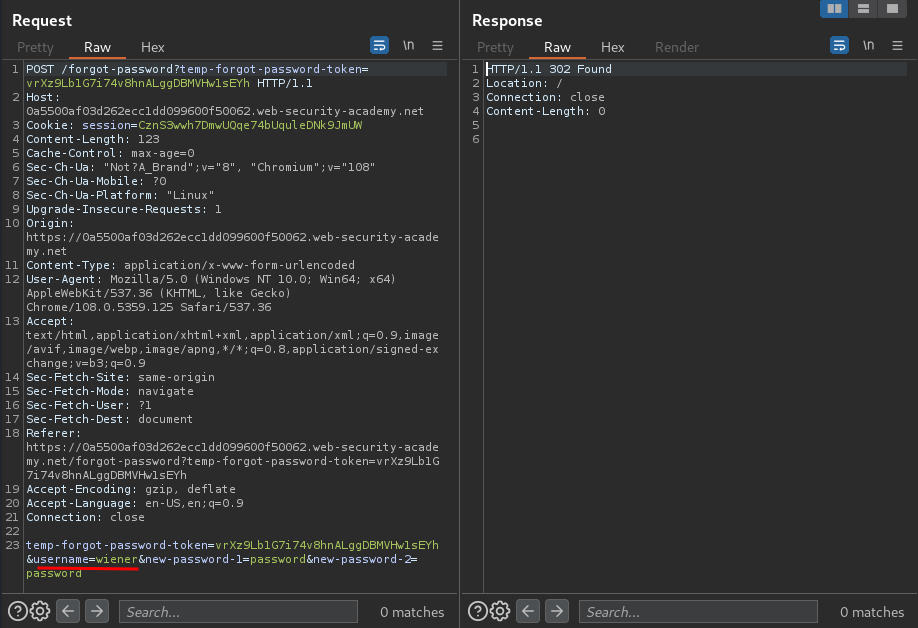 Request
Pretty Raw Hex
\n
1 POST /forgot-password?temp-forgot-password-token=
vrXz9Lb1G7i74v8hnALggDBMVHw1sEYh HTTP/1.1
2 Host:
0a5500af03d262ecc1dd099600f50062.web-security-academy.net
3 Cookie: session=CznS3wwh7DmwUQqe74bUquleDNk9JmUW
4 Content-Length: 123
5 Cache-Control: max-age=0
6 Sec-Ch-Ua: "Not?A_Brand";v="8", "Chromium";v="108"
7 Sec-Ch-Ua-Mobile: ?0
8 Sec-Ch-Ua-Platform: "Linux"
9 Upgrade-Insecure-Requests: 1
10 Origin:
https://0a5500af03d262ecc1dd099600f50062.web-security-acade
my.net
11 Content-Type: application/x-www-form-urlencoded
12 User-Agent: Mozilla/5.0 (Windows NT 10.0; Win64; x64)
AppleWebKit/537.36 (KHTML, like Gecko)
Chrome/108.0.5359.125 Safari/537.36
13 Accept:
text/html,application/xhtml+xml,application/xml;q=0.9,image
/avif,image/webp,image/apng,*/*;q=0.8,application/signed-ex
change;v=b3;q=0.9
14 Sec-Fetch-Site: same-origin
15 Sec-Fetch-Mode: navigate
16 Sec-Fetch-User: ?1
17 Sec-Fetch-Dest: document
18 Referer:
https://0a5500af03d262ecc1dd099600f50062.web-security-acade
my.net/forgot-password?temp-forgot-password-token=vrXz9Lb1G
7i74v8hnALggDBMVHw1sEYh
19 Accept-Encoding: gzip, deflate
20 Accept-Language: en-US,en;q=0.9
21 Connection: close
22
23 temp-forgot-password-token=vrXz9Lb1G7i74v8hnALggDBMVHw1sEYh
&username=wiener&new-password-1=password&new-password-2=
password
Search...
0 matches
Response
Pretty Raw Hex Render
\n
1 HTTP/1.1 302 Found
2 Location: /
3 Connection: close
4 Content-Length: 0
5
6
Search...
0 matches